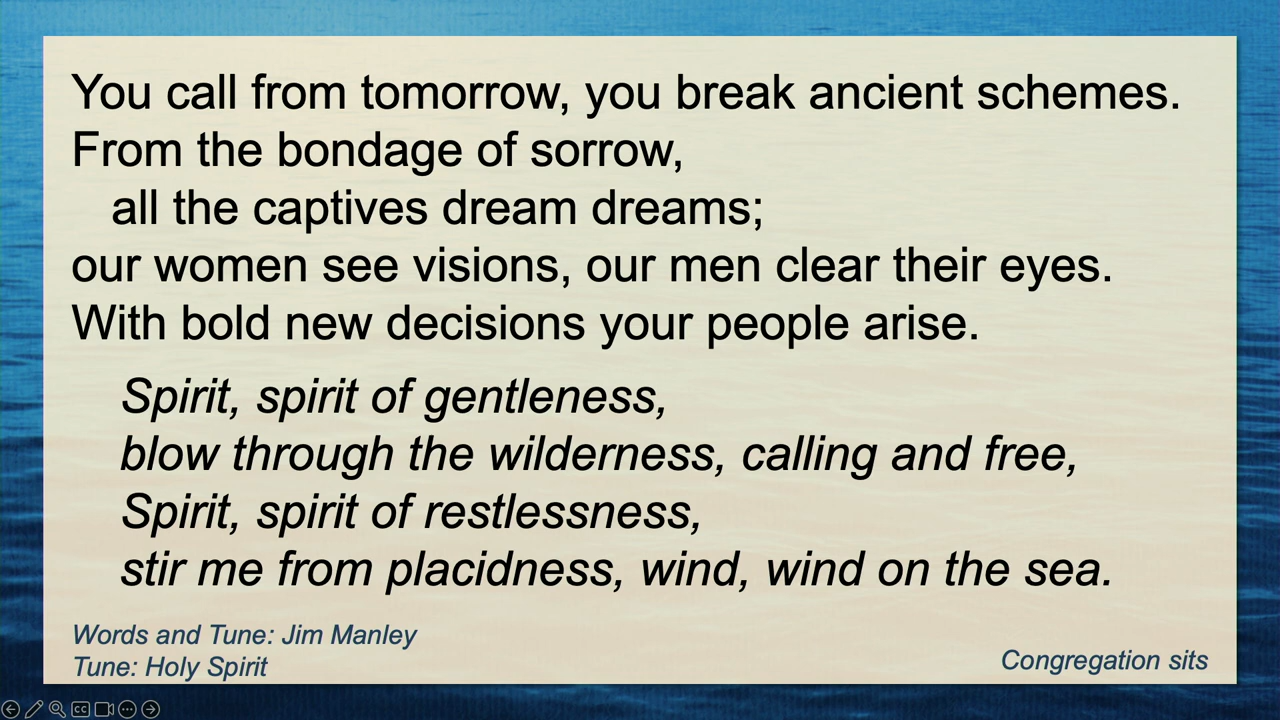 You call from tomorrow, you break ancient schemes.
From the bondage of sorrow,
all the captives dream dreams;
our women see visions, our men clear their eyes.
With bold new decisions your people arise.
Spirit, spirit of gentleness,
blow through the wilderness, calling and free,
Spirit, spirit of restlessness,
stir me from placidness, wind, wind on the sea.
Words and Tune: Jim Manley
Tune: Holy Spirit
Congregation sits
CC